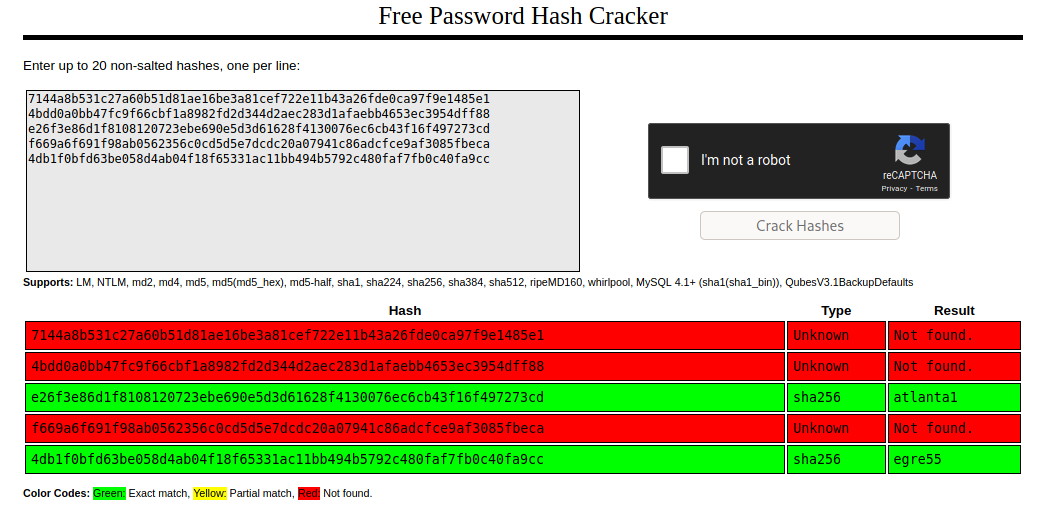 Free Password Hash Cracker
Enter up to 20 non-salted hashes, one per line:
7144a8b531c27a60b51d81ae16be3a81cef722e11b43a26fde0ca97f9e1485e1
4bdd0a0bb47fc9f66cbf1a8982fd2d344d2aec283d1afaebb4653ec3954dff88
e26f3e86d1f8108120723ebe690e5d3d61628f4130076ec6cb43f16f497273cd
f669a6f691f98ab0562356c0cd5d5e7dcdc20a07941c86adcfce9af3085fbeca
4db1f0bfd63be058d4ab04f18f65331ac11bb494b5792c480faf7fb0c40fa9cc
I'm not a robot
reCAPTCHA
Privacy - Terms
Crack Hashes
Supports: LM, NTLM, md2, md4, md5, md5(md5_hex), md5-half, sha1, sha224, sha256, sha384, sha512, ripeMD160, whirlpool, MySQL 4.1+ (sha1(sha1_bin)), QubesV3.1BackupDefaults
Hash Type Result
7144a8b531c27a60b51d81ae16be3a81cef722e11b43a26fde0ca97f9e1485e1 Unknown Not found.
4bdd0a0bb47fc9f66cbf1a8982fd2d344d2aec283d1afaebb4653ec3954dff88 Unknown Not found.
e26f3e86d1f8108120723ebe690e5d3d61628f4130076ec6cb43f16f497273cd sha256 atlanta1
f669a6f691f98ab0562356c0cd5d5e7dcdc20a07941c86adcfce9af3085fbeca Unknown Not found.
4db1f0bfd63be058d4ab04f18f65331ac11bb494b5792c480faf7fb0c40fa9cc sha256 egre55
Color Codes: Green: Exact match, Yellow: Partial match, Red: Not found.